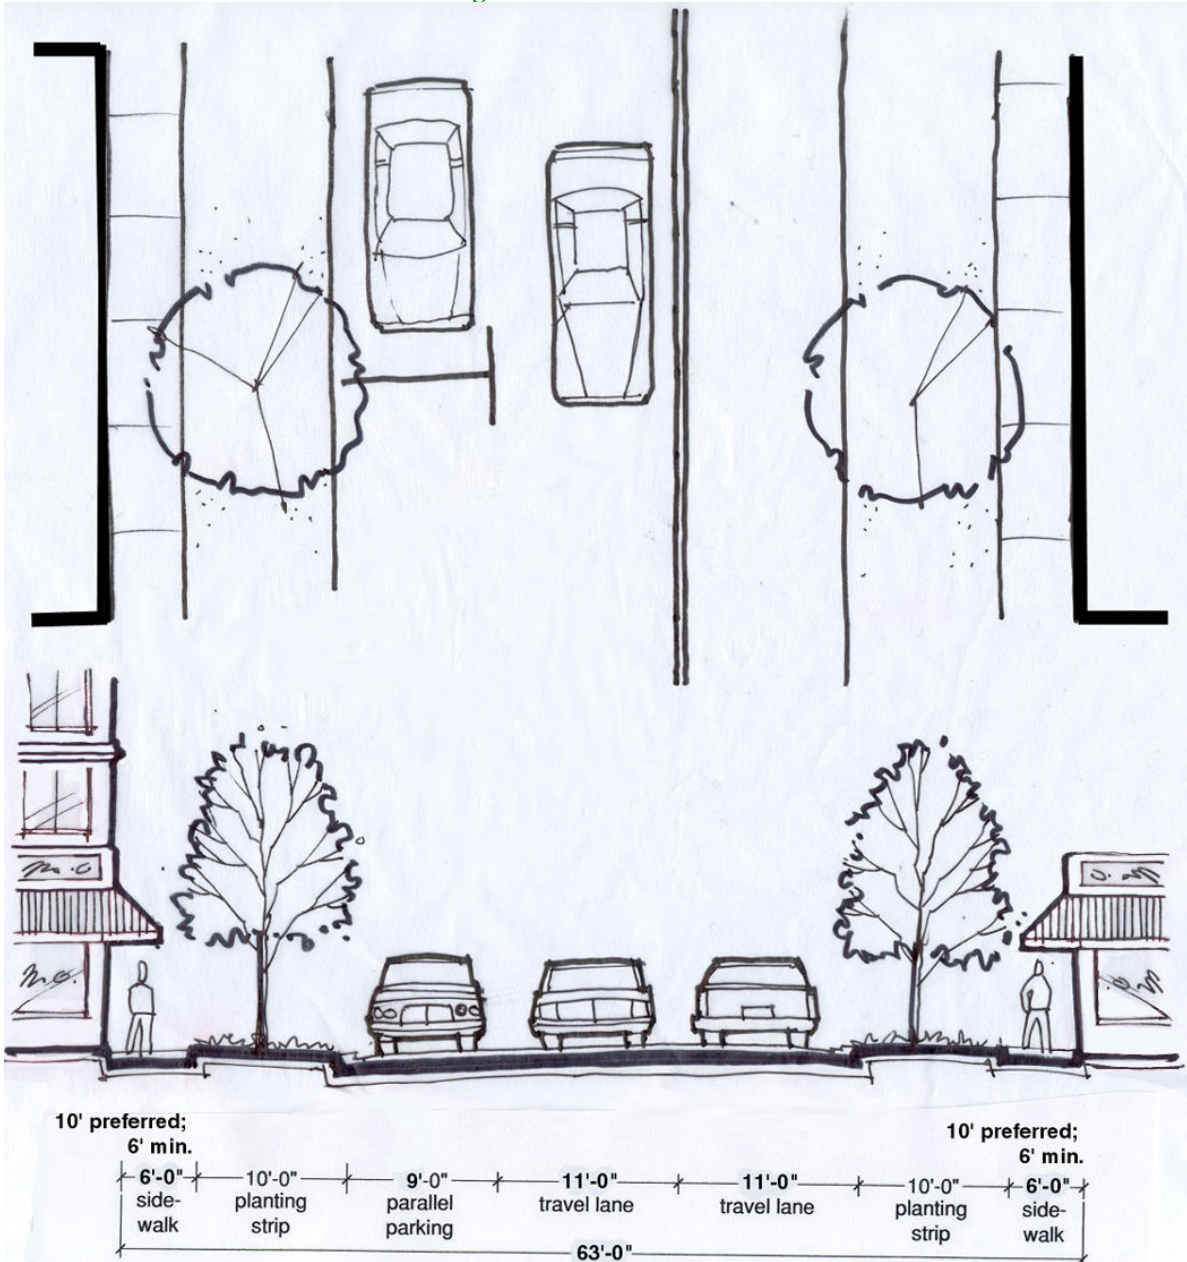 10' preferred;
6' min.
10' preferred;
6' min.
6'-0" 10'-0" 9'-0" 11'-0" 11'-0" 10'-0" 6'-0"
side-
walk
planting
strip
parallel
parking
travel lane
travel lane
planting
strip
side-
walk
63'-0"